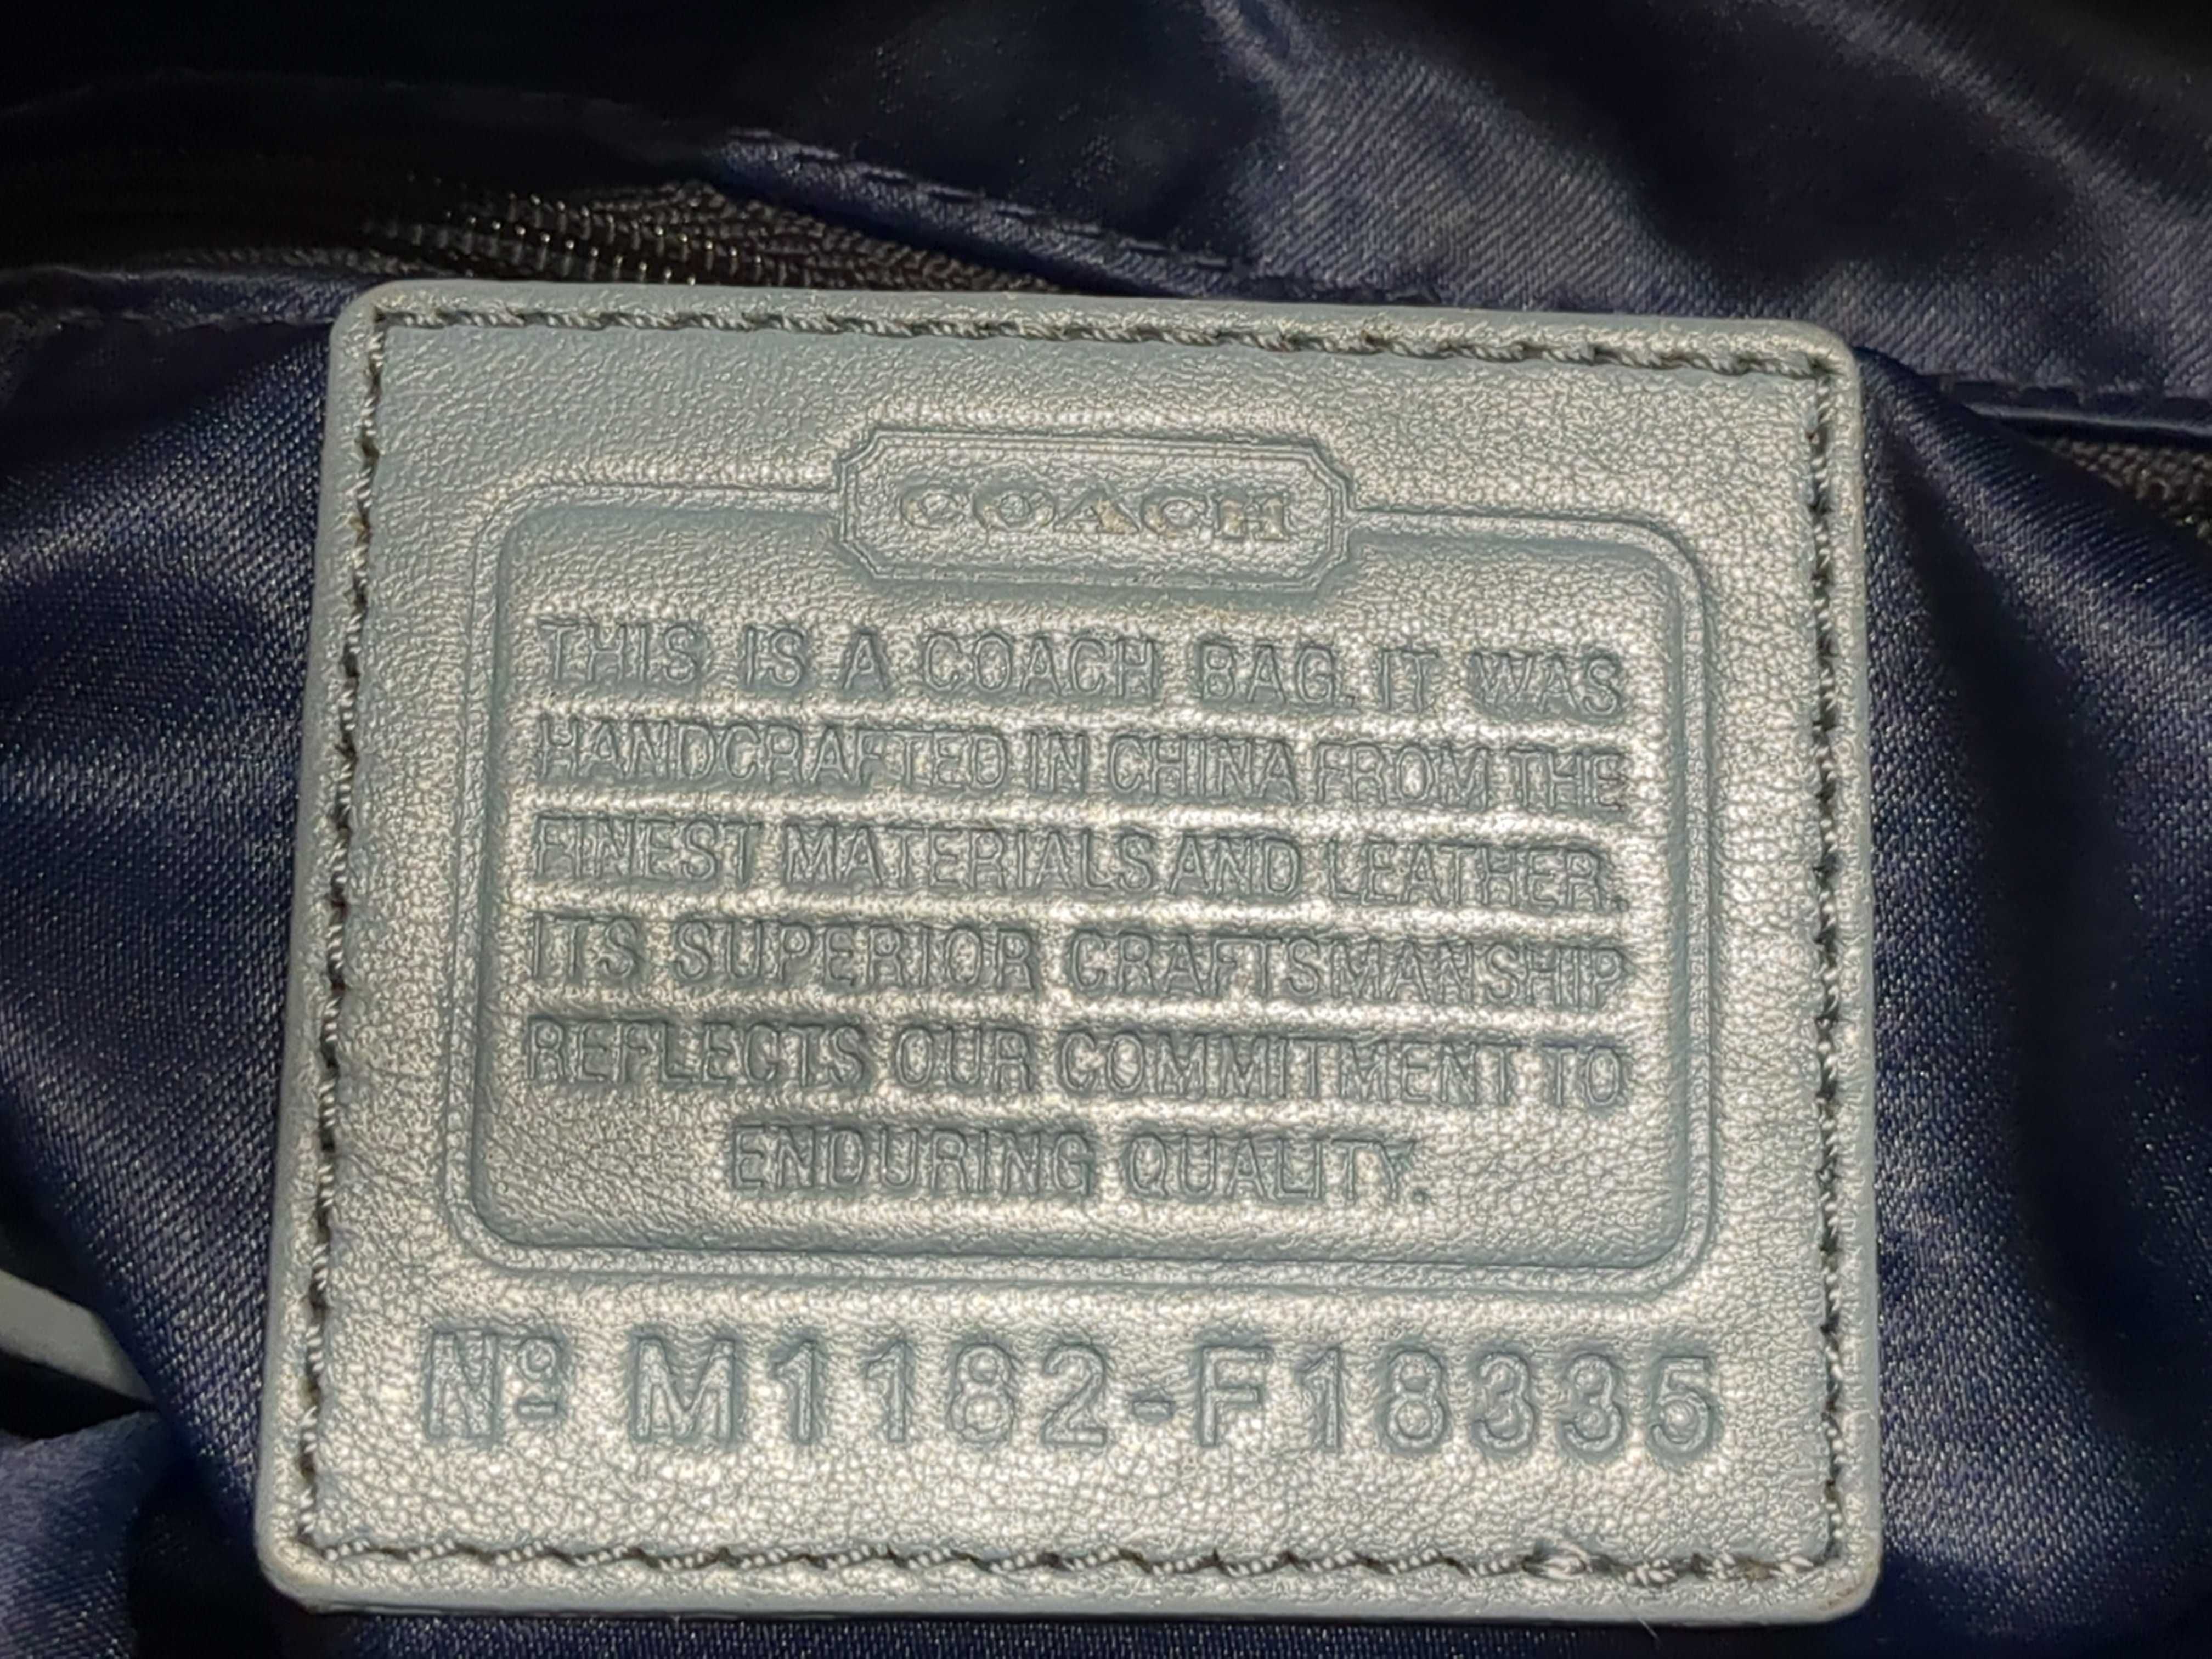 COACH
THIS IS A COACH BAG. IT WAS
HANDCRAFTED IN CHINA FROM THE
FINEST MATERIALS AND LEATHER.
ITS SUPERIOR CRAFTSMANSHIP
REFLECTS OUR COMMITMENT TO
ENDURING QUALITY.
Nº M1182-F18335